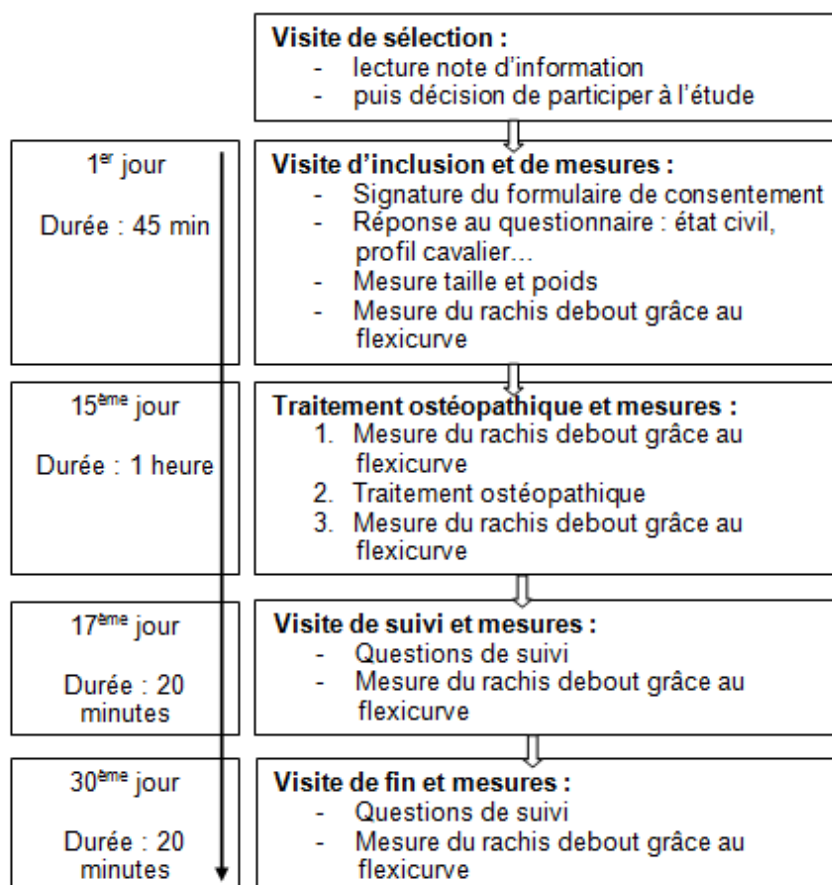 Visite de sélection :
- lecture note d'information
- puis décision de participer à l'étude
1er jour
Durée : 45 min
Visite d'inclusion et de mesures :
- Signature du formulaire de consentement
- Réponse au questionnaire : état civil,
profil cavalier...
- Mesure taille et poids
- Mesure du rachis debout grâce au
flexicurve
15ème jour
Durée : 1 heure
Traitement ostéopathique et mesures :
1. Mesure du rachis debout grâce au
flexicurve
2. Traitement ostéopathique
3. Mesure du rachis debout grâce au
flexicurve
17ème jour
Durée : 20
minutes
Visite de suivi et mesures :
- Questions de suivi
- Mesure du rachis debout grâce au
flexicurve
30ème jour
Durée : 20
minutes
Visite de fin et mesures :
- Questions de suivi
- Mesure du rachis debout grâce au
flexicurve